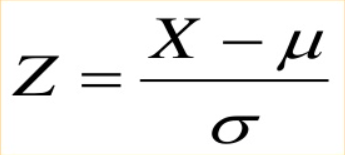 Z = (X − μ) / σ